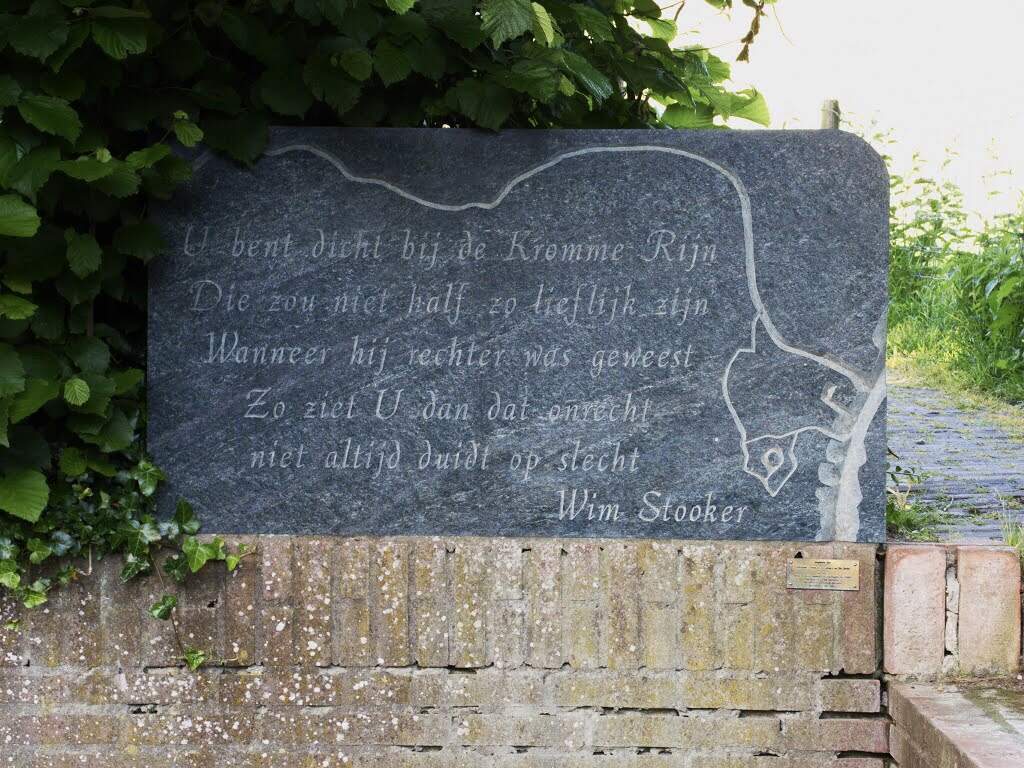 U bent dicht bij de Kromme Rijn
Die zou niet half zo lieflijk zijn
Wanneer hij rechter was geweest
Zo ziet U dan dat onrecht
niet altijd duidt op slecht
Wim Stooker